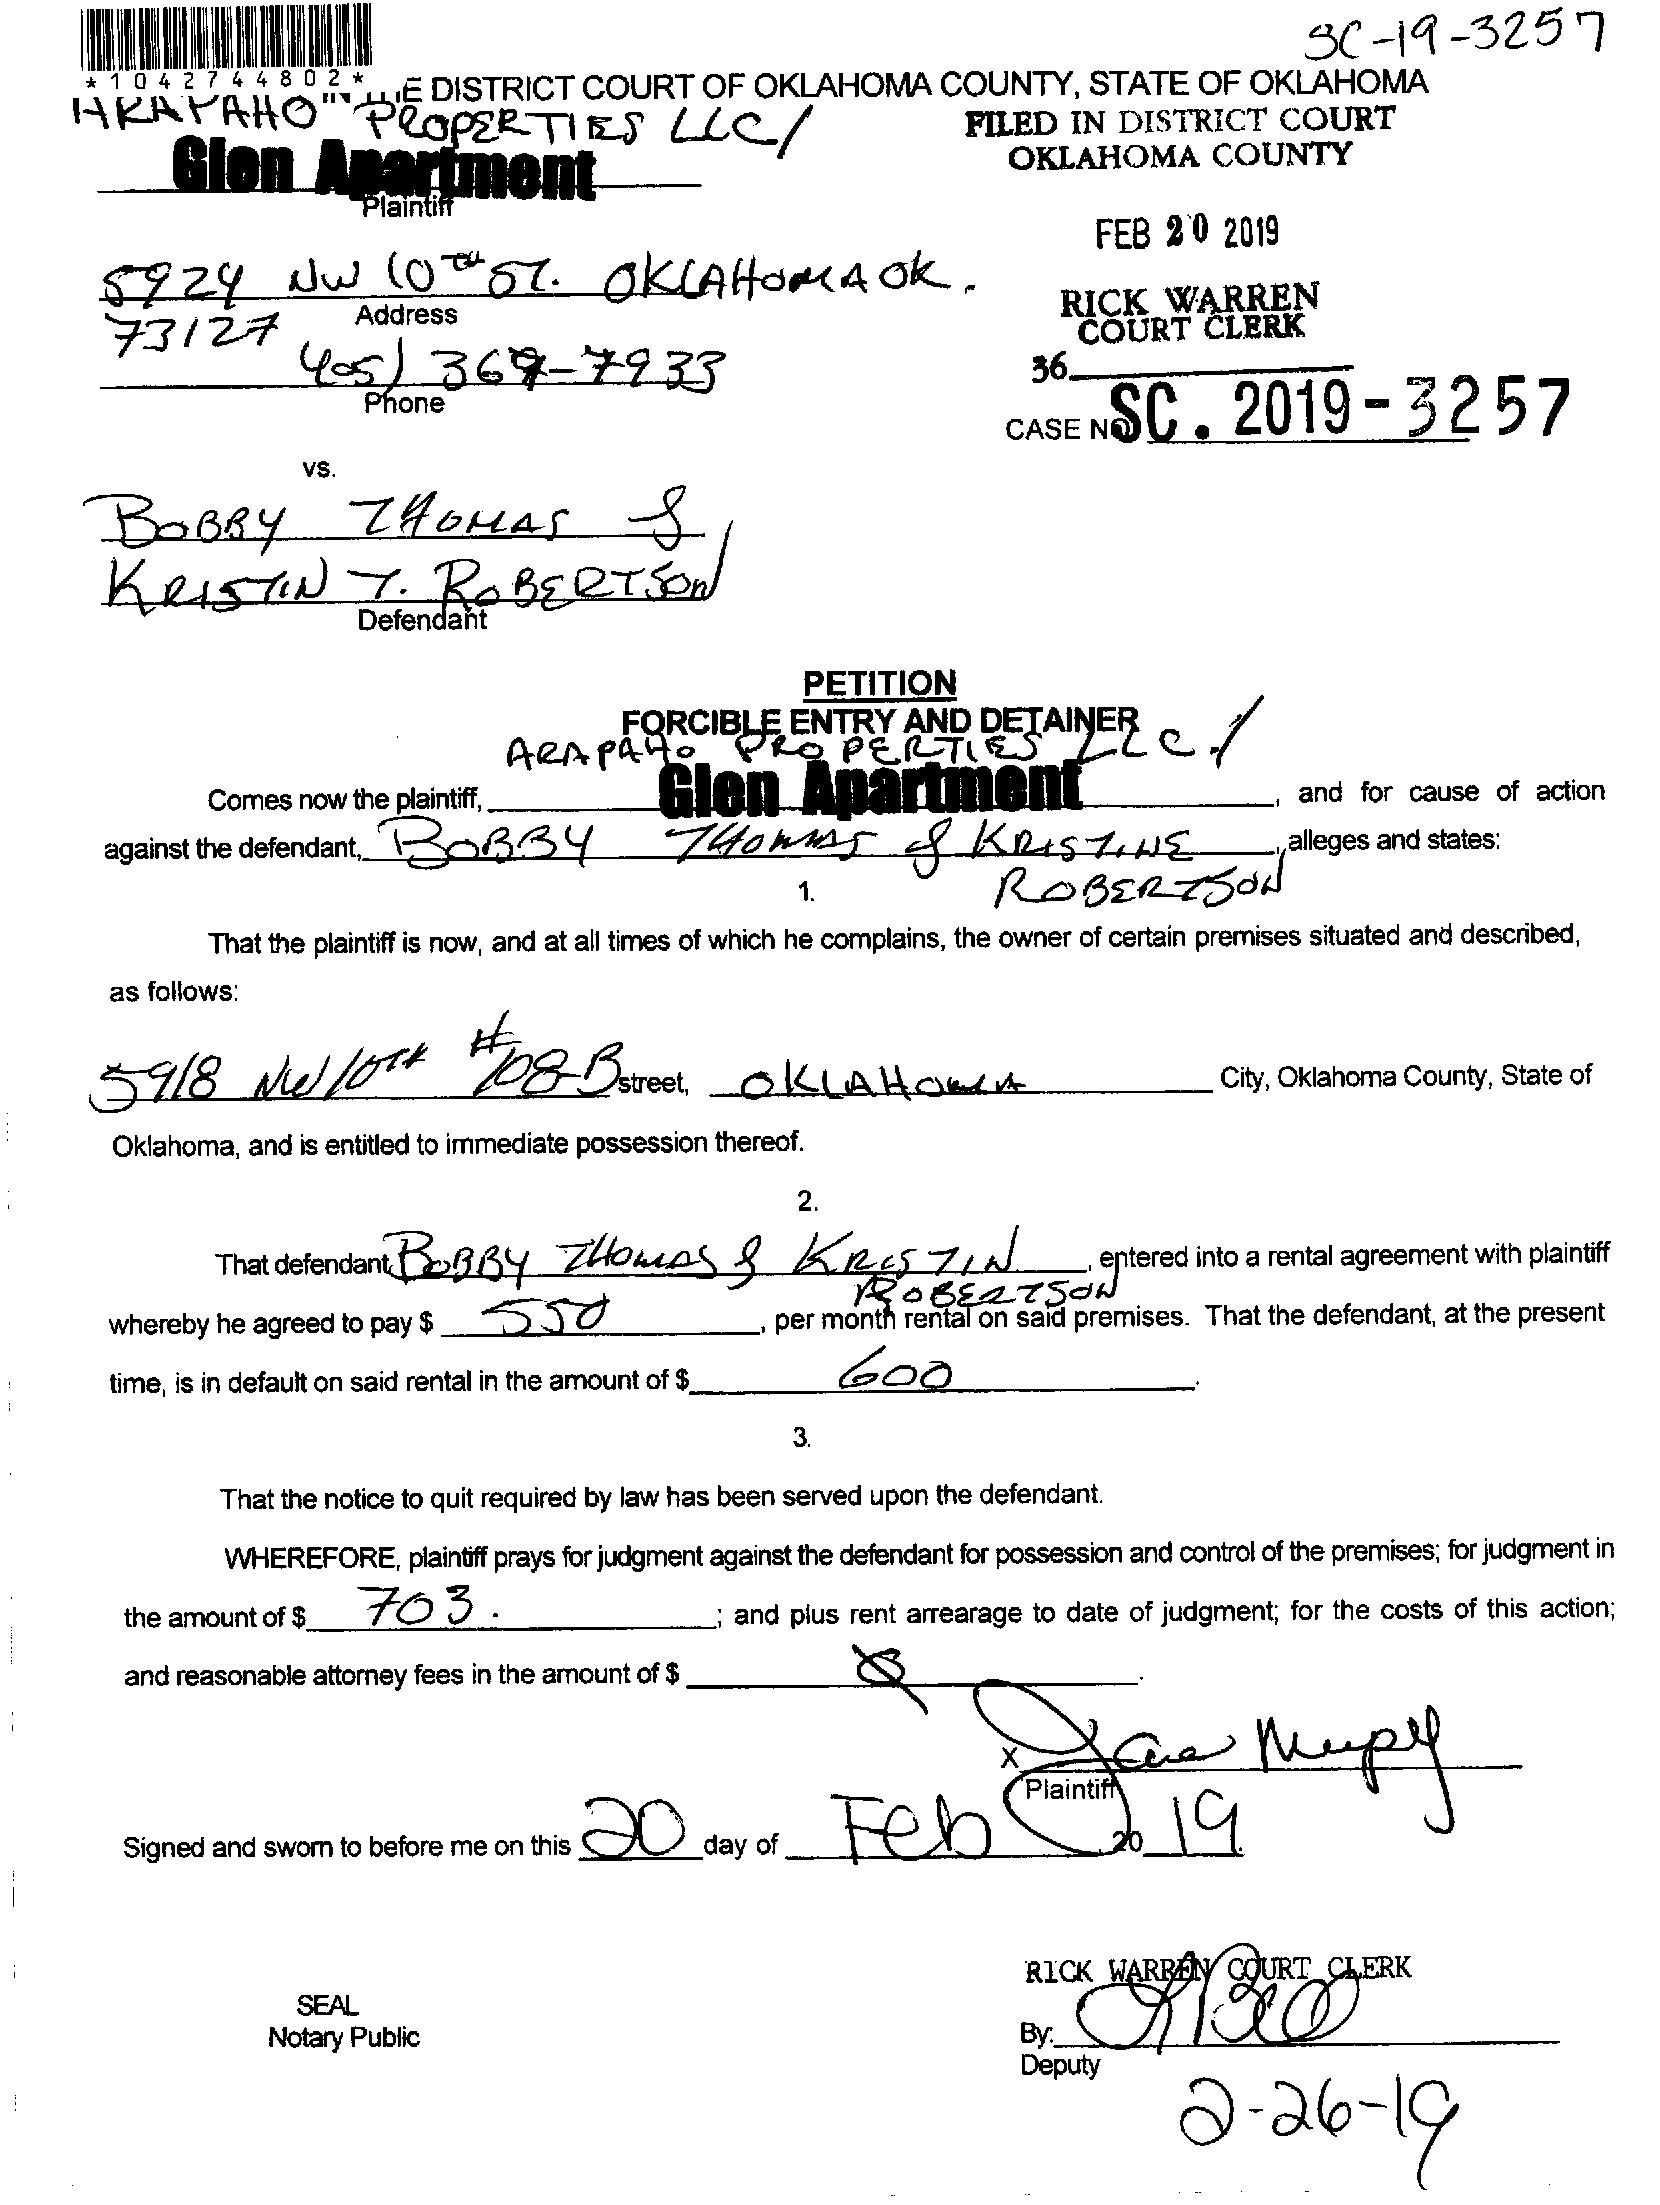 SC-19-3257
*1042744802*
E DISTRICT COURT OF OKLAHOMA COUNTY, STATE OF OKLAHOMA
PROPERTIES LLC/
FILED IN DISTRICT COURT
OKLAHOMA COUNTY
Glen Apartment
Plaintiff
FEB 20 2019
5924 NW 10TH ST. OKLAHOMA OK.
73127
Address
RICK WARREN
COURT CLERK
405) 369-7933
Phone
36
CASE NO SC. 2019-3257
vs.
BOBBY THOMAS &
KRISTIN T. ROBERTSON
Defendant
PETITION
FORCIBLE ENTRY AND DETAINER
ARAPAHO PROPERTIES LLC/
Comes now the plaintiff, Glen Apartment, and for cause of action
against the defendant, BOBBY THOMAS & KRISTINE, alleges and states:
ROBERTSON
1.
That the plaintiff is now, and at all times of which he complains, the owner of certain premises situated and described,
as follows:
5918 NW 10TH #108-B street, OKLAHOMA City, Oklahoma County, State of
Oklahoma, and is entitled to immediate possession thereof.
2.
That defendant, BOBBY THOMAS & KRISTIN, entered into a rental agreement with plaintiff
ROBERTSON
whereby he agreed to pay $ 550, per month rental on said premises. That the defendant, at the present
time, is in default on said rental in the amount of $ 600.
3.
That the notice to quit required by law has been served upon the defendant.
WHEREFORE, plaintiff prays for judgment against the defendant for possession and control of the premises; for judgment in
the amount of $ 703. ; and plus rent arrearage to date of judgment; for the costs of this action;
and reasonable attorney fees in the amount of $
X
Plaintiff
Signed and sworn to before me on this 20 day of Feb 2019.
RICK WARREN COURT CLERK
SEAL
Notary Public
By:
Deputy
2-26-19